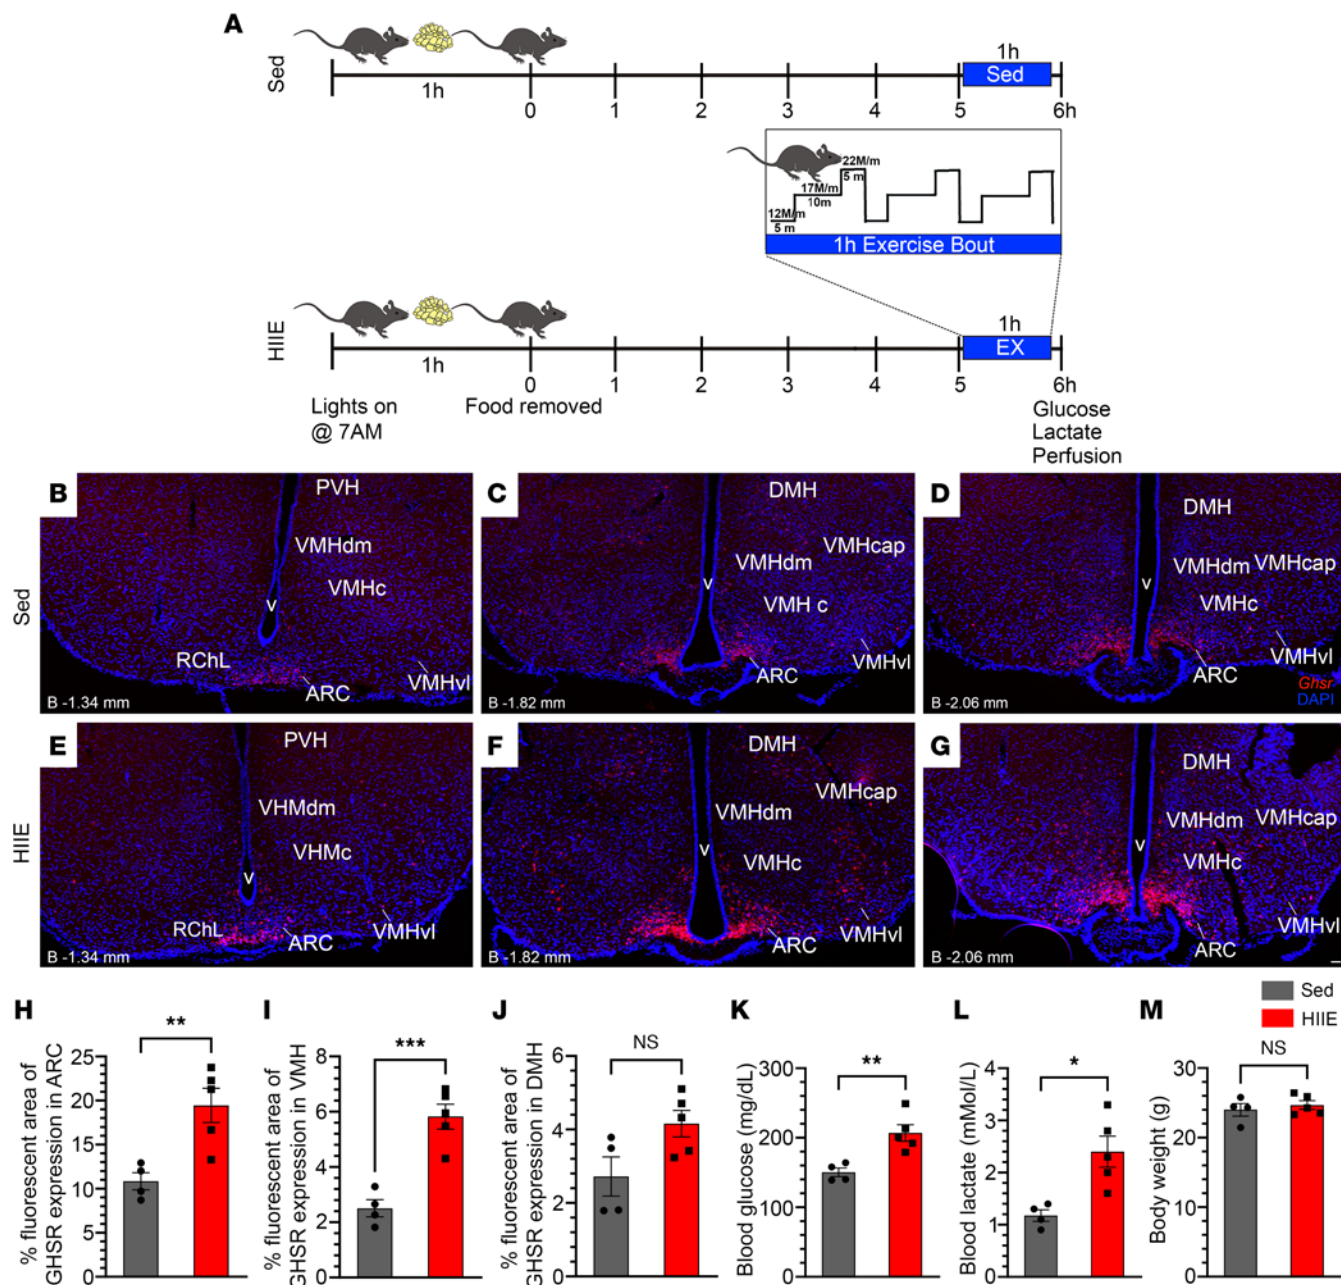 A
Sed
1h
0
1
2
3
4
5
6h
1h
Sed
12M/m
5 m
17M/m
10m
22M/m
5 m
1h Exercise Bout
HIIE
1h
0
1
2
3
4
5
6h
1h
EX
Lights on
@ 7AM
Food removed
Glucose
Lactate
Perfusion
Sed
B
PVH
VMHdm
VMHc
V
RChL
ARC
VMHvl
B -1.34 mm
C
DMH
VMHdm
VMHcap
V
VMH c
ARC
VMHvl
B -1.82 mm
D
DMH
VMHdm
VMHcap
V
VMHc
ARC
VMHvl
Ghsr
DAPI
B -2.06 mm
HIIE
E
PVH
VHMdm
VHMc
V
RChL
ARC
VMHvl
B -1.34 mm
F
DMH
VMHcap
VMHdm
V
VMHc
ARC
VMHvl
B -1.82 mm
G
DMH
VMHdm
VMHcap
V
VMHc
ARC
VMHvl
B -2.06 mm
Sed
HIIE
H
% fluorescent area of
GHSR expression in ARC
25
20
15
10
5
0
**
I
% fluorescent area of
GHSR expression in VMH
8
6
4
2
0
***
J
% fluorescent area of
GHSR expression in DMH
6
4
2
0
NS
K
Blood glucose (mg/dL)
300
200
100
0
**
L
Blood lactate (mMol/L)
4
3
2
1
0
*
M
Body weight (g)
30
20
10
0
NS